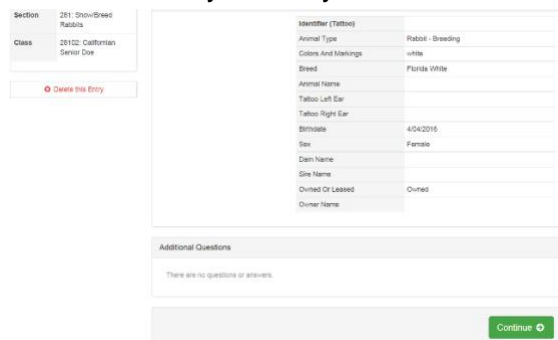 Section 281: Show/Breed
Rabbits
Class 28102: Californian
Senior Doe
Delete this Entry
Identifier (Tattoo)
Animal Type Rabbit - Breeding
Colors And Markings white
Breed Florida White
Animal Name
Tattoo Left Ear
Tattoo Right Ear
Birthdate 4/04/2016
Sex Female
Dam Name
Sire Name
Owned Or Leased Owned
Owner Name
Additional Questions
There are no questions or answers.
Continue